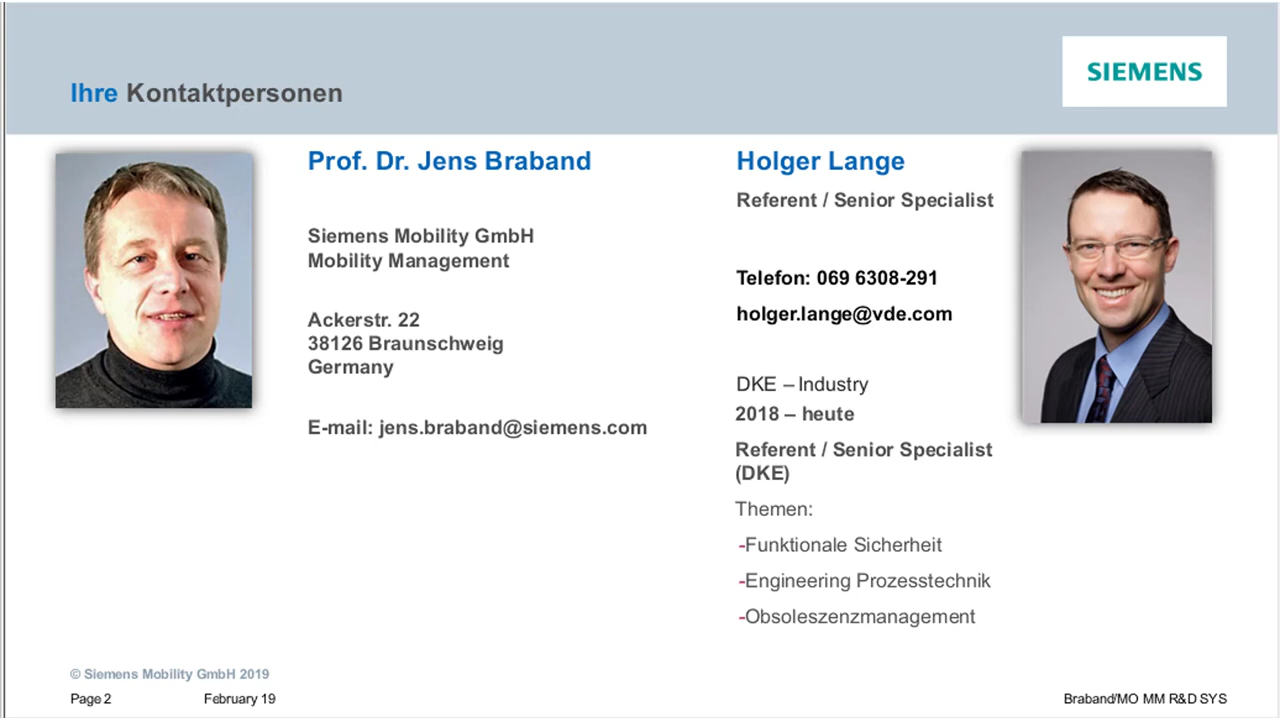 Ihre Kontaktpersonen
SIEMENS
Prof. Dr. Jens Braband
Siemens Mobility GmbH
Mobility Management
Ackerstr. 22
38126 Braunschweig
Germany
E-mail: jens.braband@siemens.com
Holger Lange
Referent / Senior Specialist
Telefon: 069 6308-291
holger.lange@vde.com
DKE – Industry
2018 – heute
Referent / Senior Specialist
(DKE)
Themen:
-Funktionale Sicherheit
-Engineering Prozesstechnik
-Obsoleszenzmanagement
© Siemens Mobility GmbH 2019
Page 2
February 19
Braband/MO MM R&D SYS